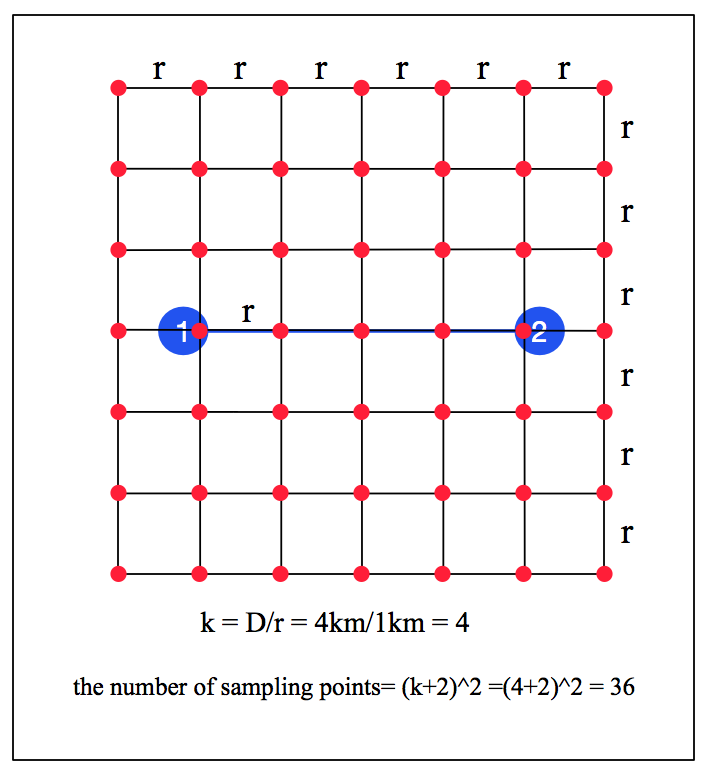 r r r r r r
r
r
r
r
1 2
r
r
r
k = D/r = 4km/1km = 4
the number of sampling points= (k+2)^2 =(4+2)^2 = 36